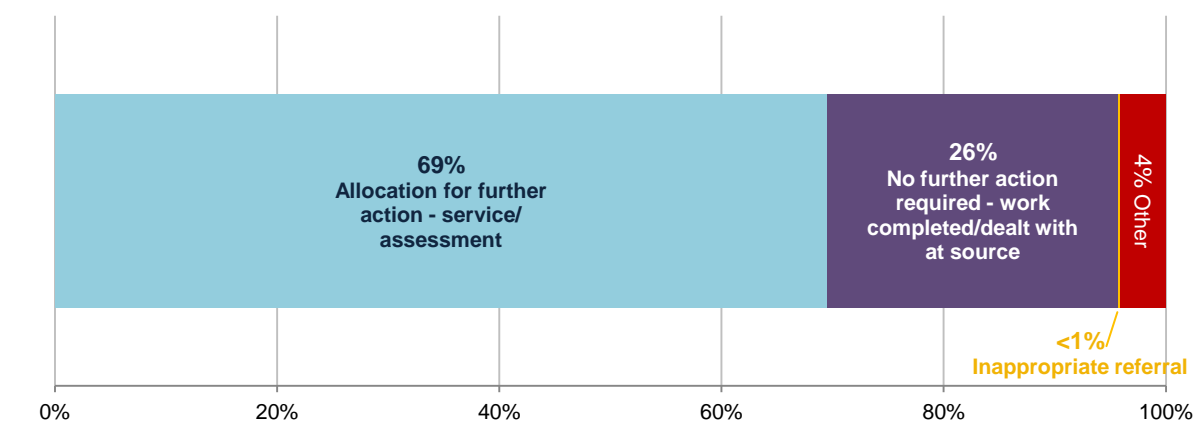 69%
Allocation for further
action - service/
assessment
26%
No further action
required - work
completed/dealt with
at source
4% Other
<1%
Inappropriate referral
0%
20%
40%
60%
80%
100%